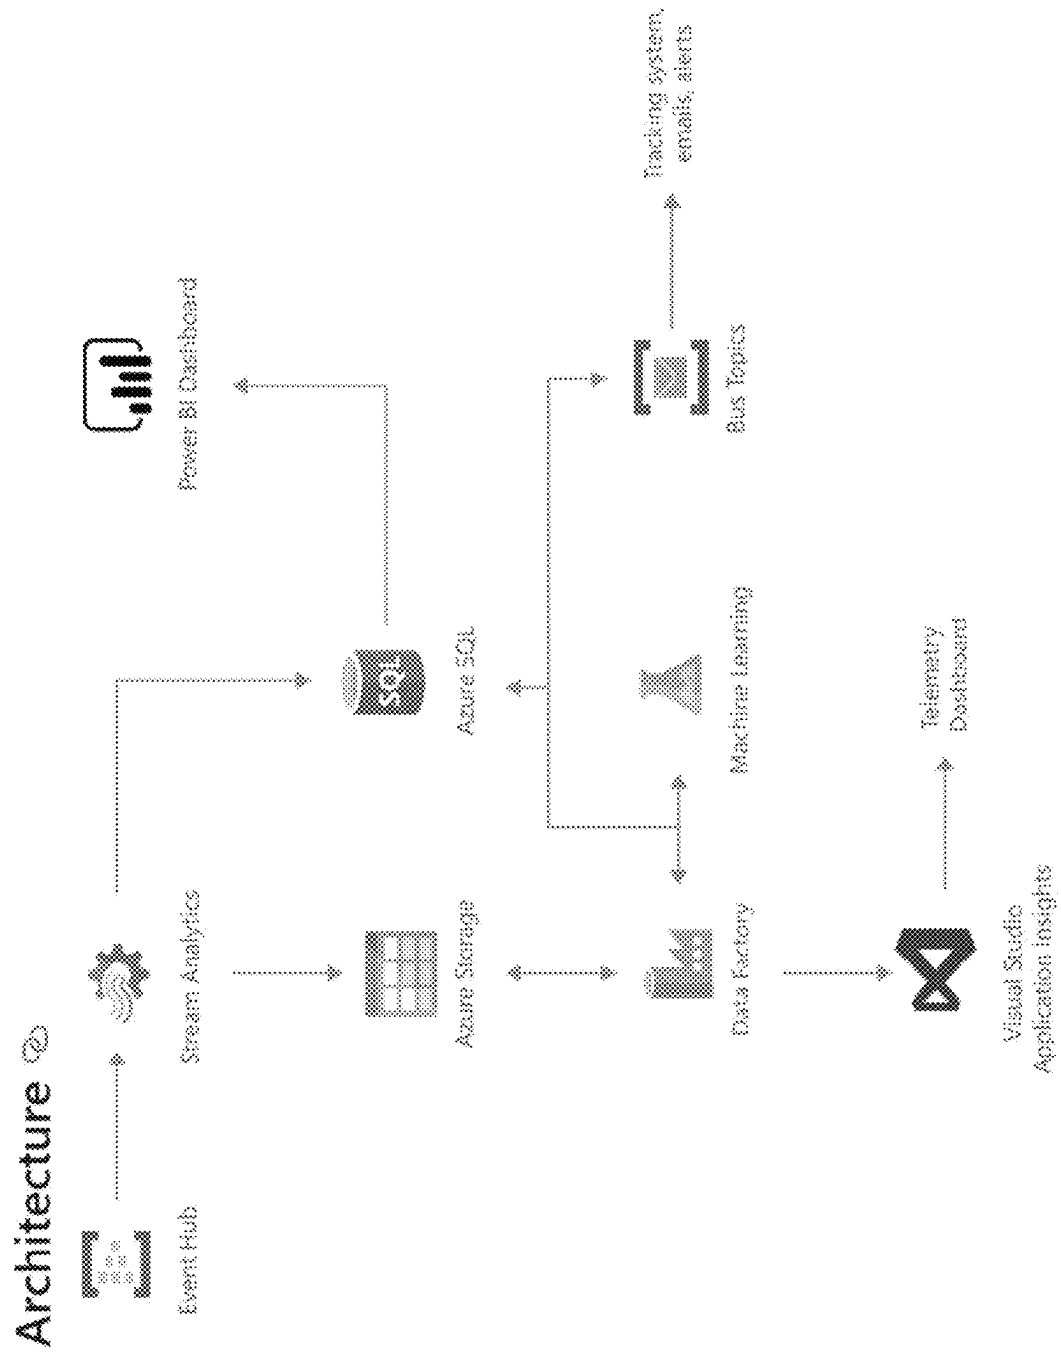 Architecture
Event Hub
Stream Analytics
Power BI Dashboard
Azure Storage
SQL
Azure SQL
Data Factory
Machine Learning
Bus Topics
Tracking system,
emails, alerts
Visual Studio
Application Insights
Telemetry
Dashboard